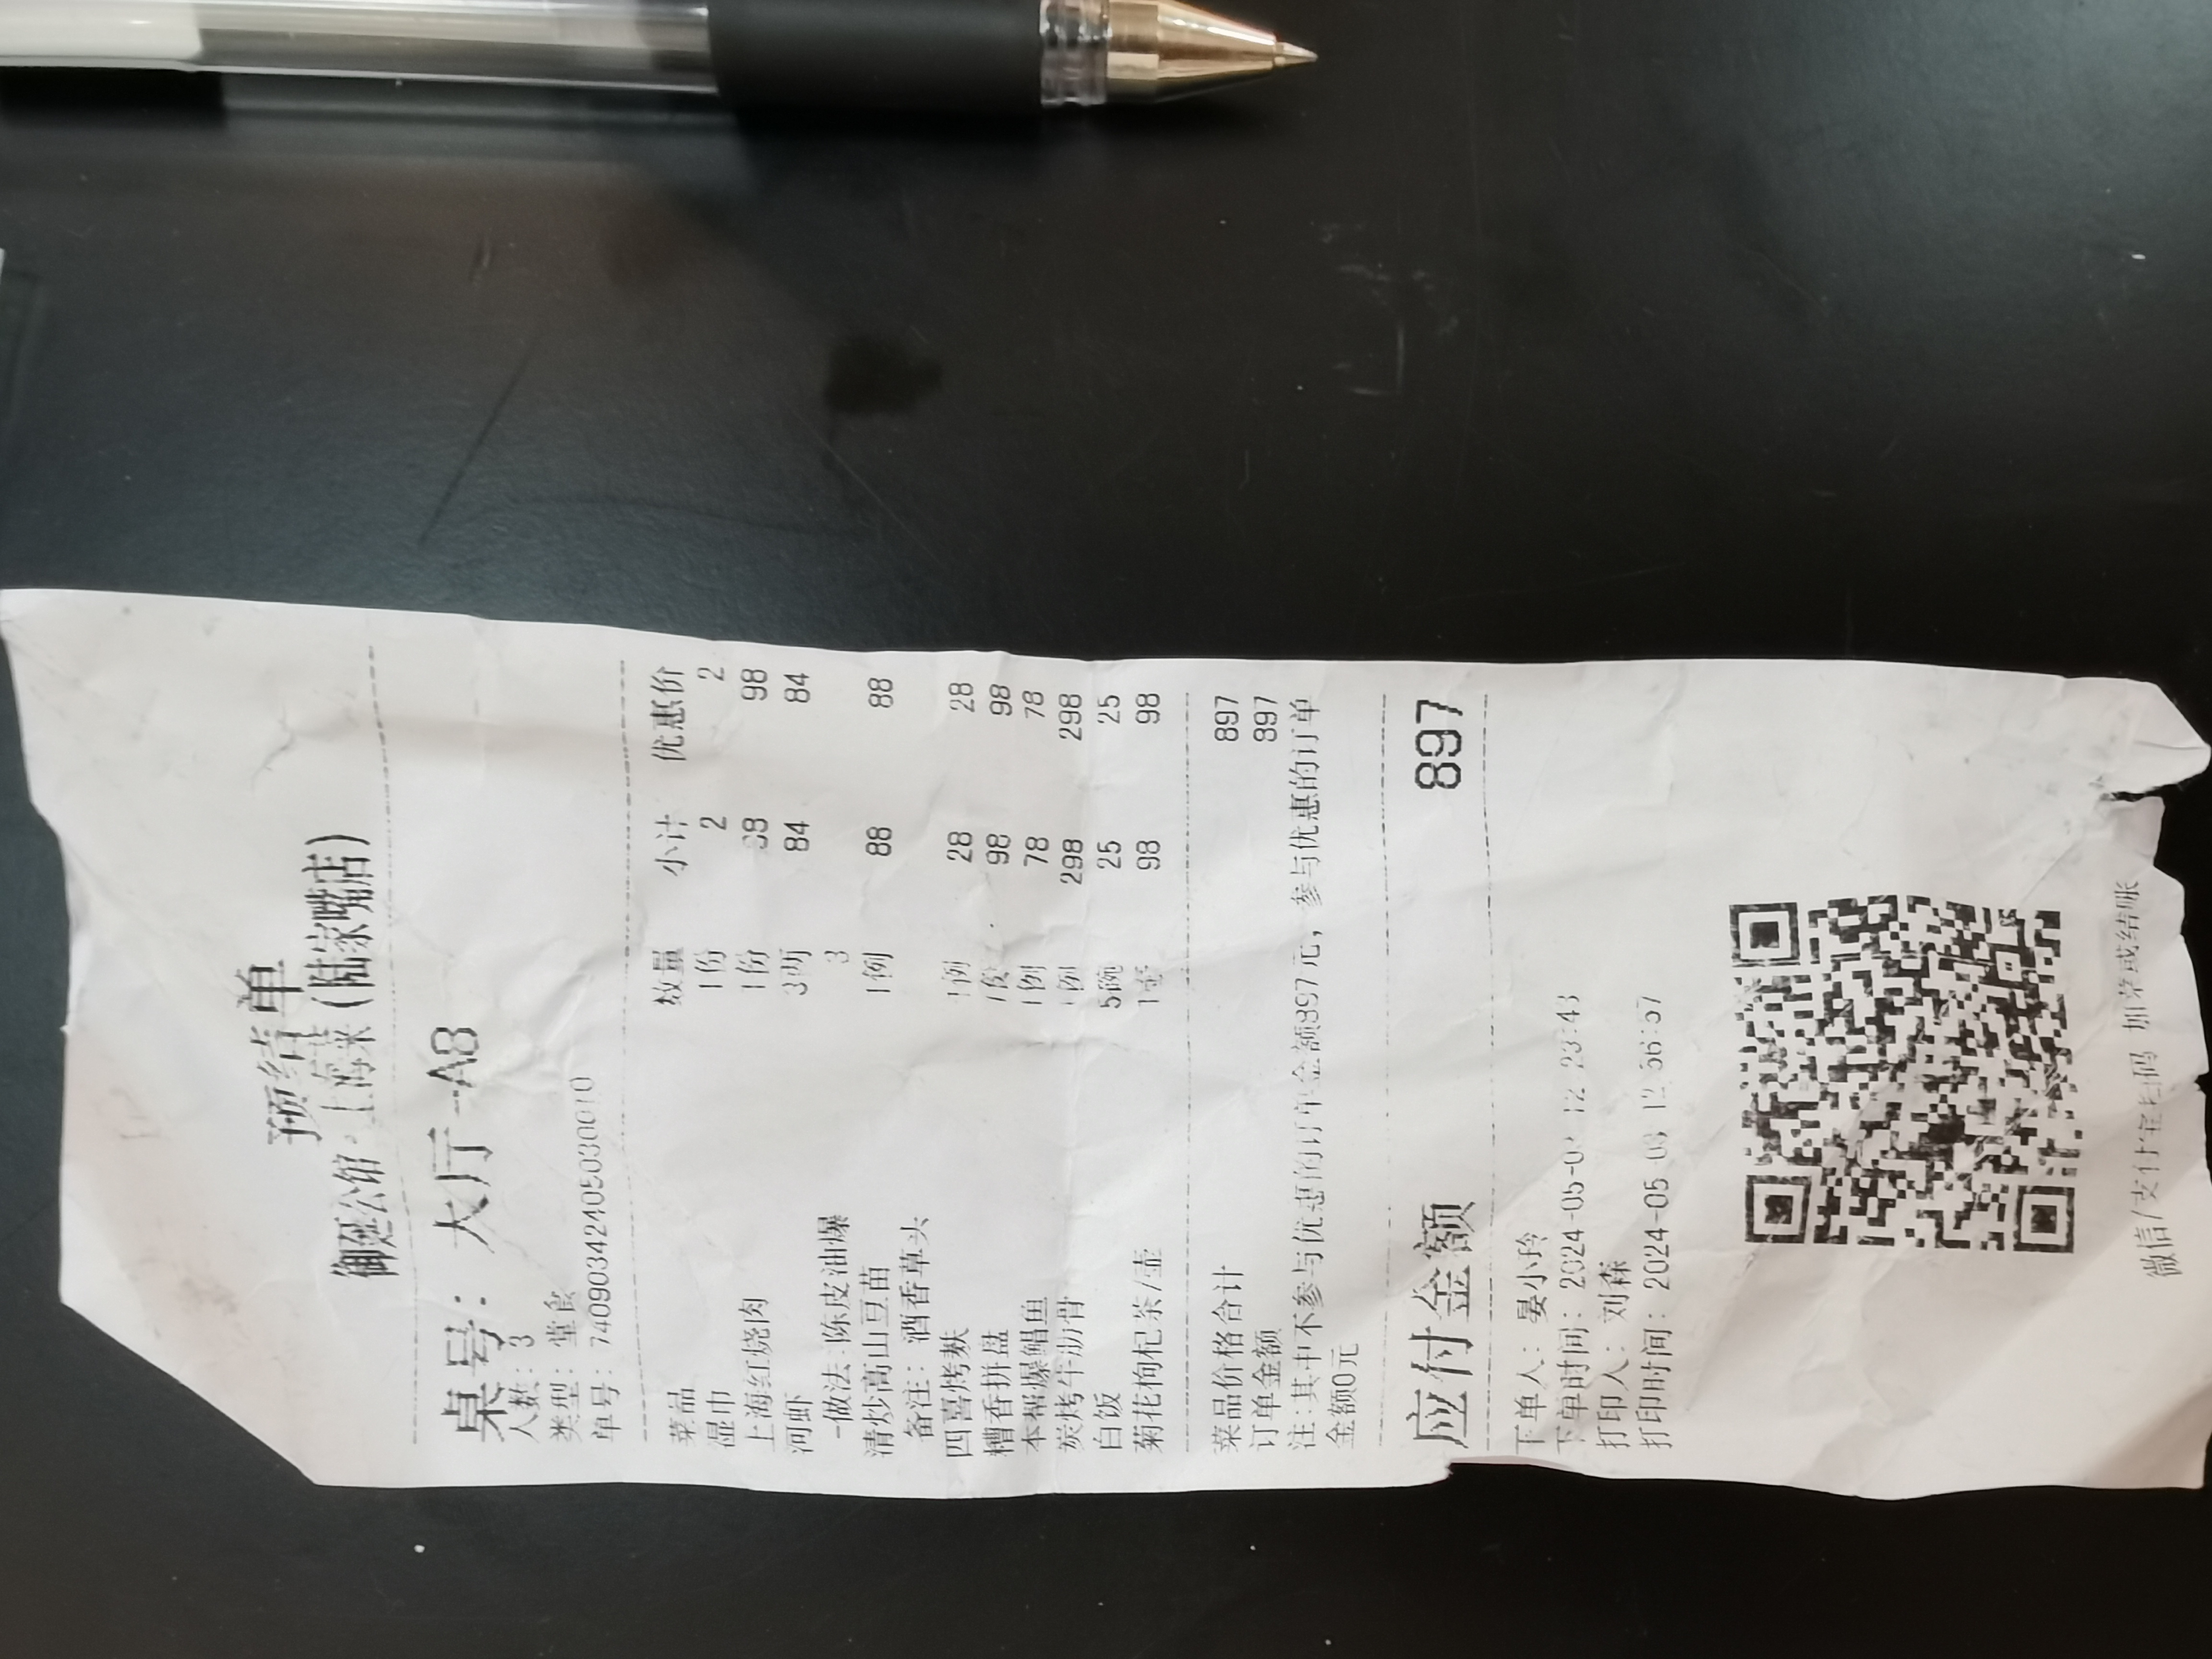 预结单
御延公馆·上海菜(陆家嘴店)
桌号: 大厅-A8
人数: 3
类型: 堂食
单号: 740903424050300010
菜品 数量 小计 优惠价
湿巾 1份 2 2
上海红烧肉 1份 98 98
河虾 3两 84 84
-做法:陈皮油爆 3
清炒高山豆苗 1例 88 88
备注: 酒香草头
四喜烤麸 1例 28 28
糟香拼盘 98 98
本帮爆鲳鱼 1例 78 78
炭烤牛肋骨 1例 298 298
白饭 5碗 25 25
菊花枸杞茶/壶 1壶 98 98
菜品价格合计 897
订单金额 897
注:其中不参与优惠的订单金额897元, 参与优惠的订单
金额0元
应付金额 897
下单人: 晏小玲
下单时间: 2024-05-03 12:23:43
打印人: 刘森
打印时间: 2024-05-03 12:56:57
微信/支付宝扫码 加菜或结账